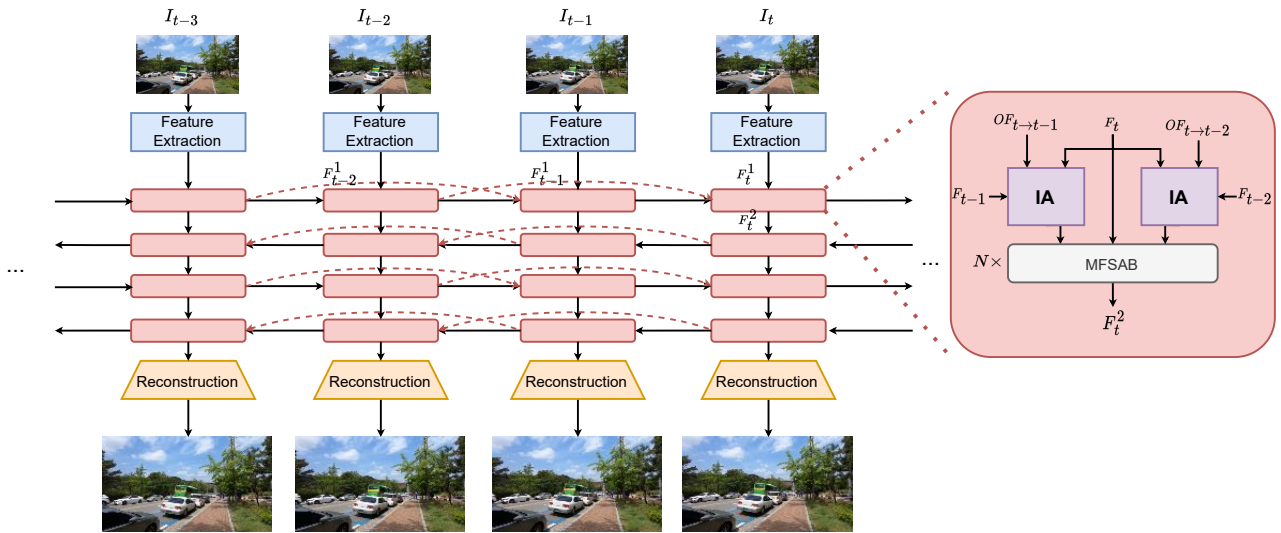 I_{t-3} I_{t-2} I_{t-1} I_t
Feature Extraction
Feature Extraction
Feature Extraction
Feature Extraction
F^1_{t-2} F^1_{t-1} F^1_t
F^2_t
...
...
Reconstruction Reconstruction Reconstruction Reconstruction
OF_{t→t-1} F_t OF_{t→t-2}
F_{t-1} IA IA F_{t-2}
N× MFSAB
F^2_t